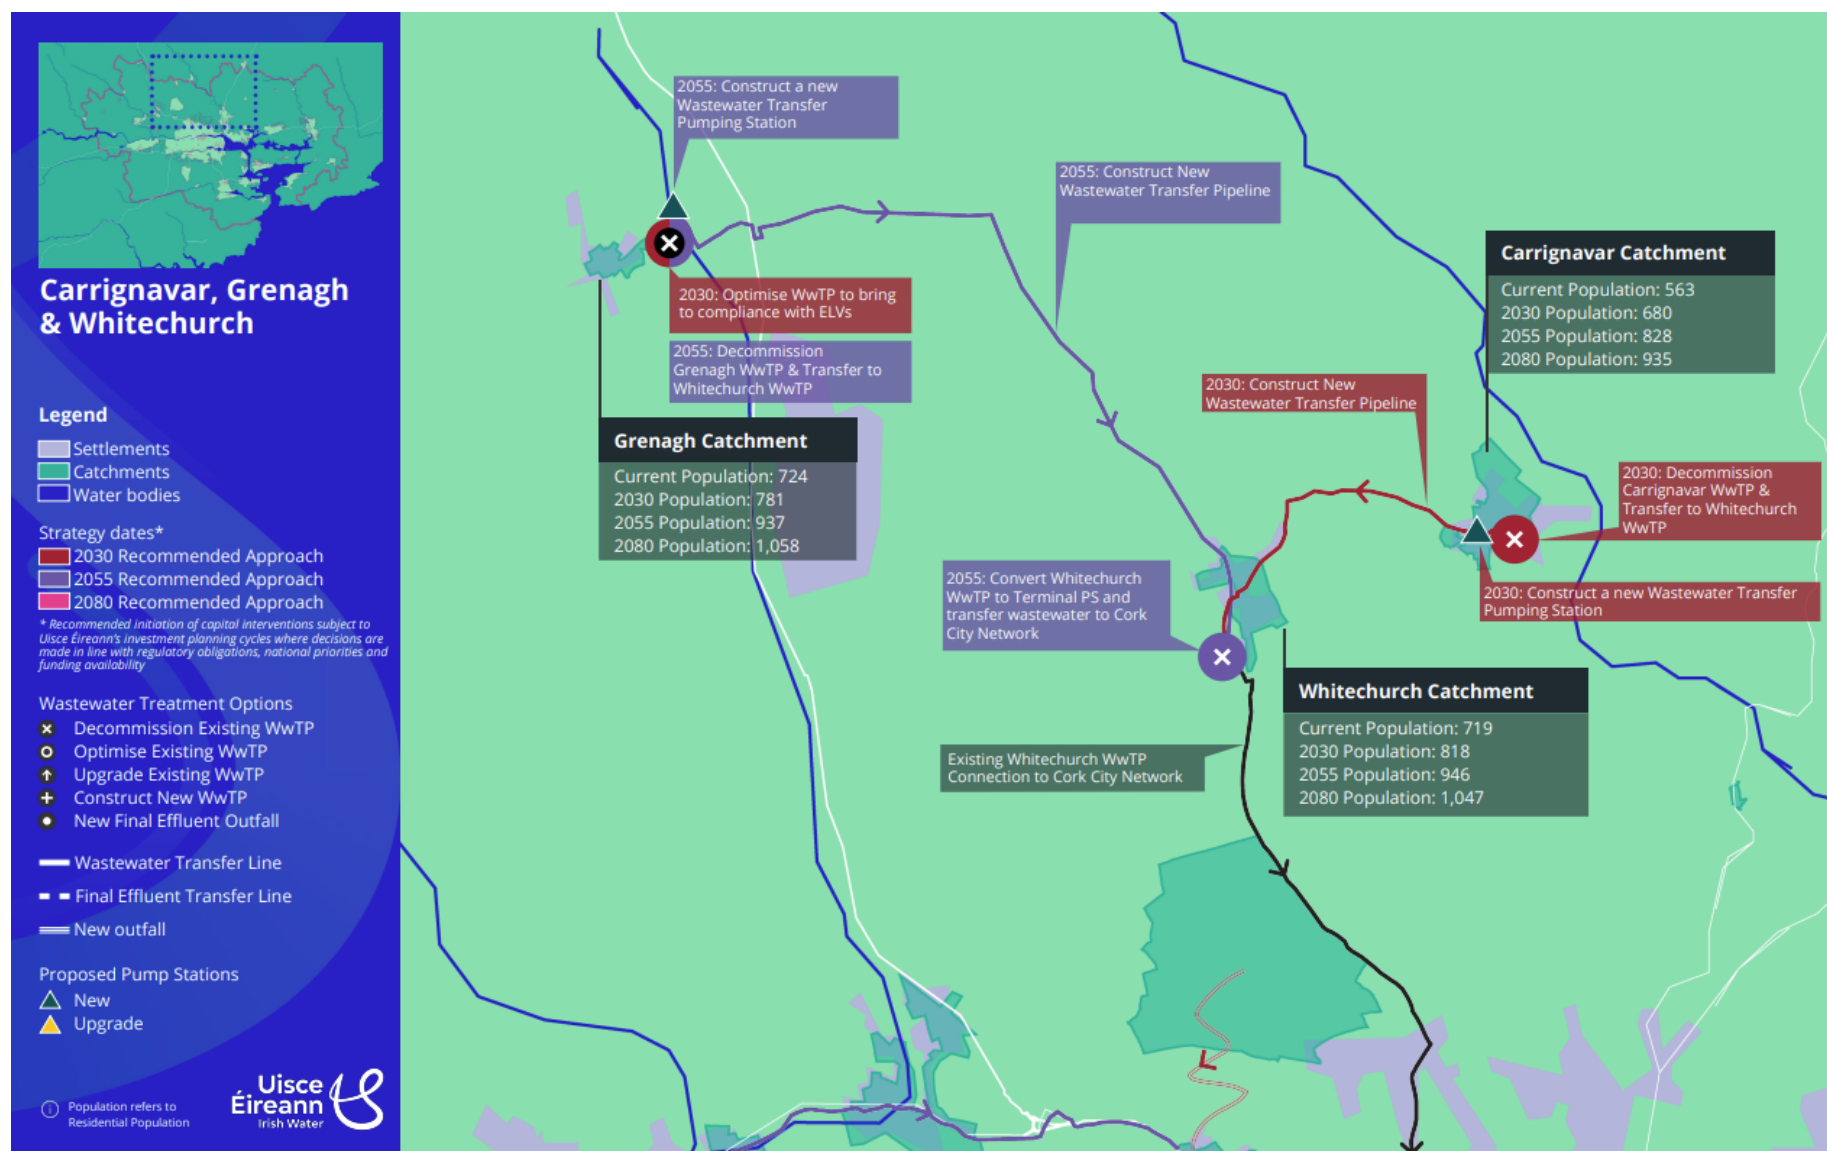 Carrignavar, Grenagh
& Whitechurch
Legend
Settlements
Catchments
Water bodies
Strategy dates*
2030 Recommended Approach
2055 Recommended Approach
2080 Recommended Approach
* Recommended initiation of capital interventions subject to
Uisce Éireann's investment planning cycles where decisions are
made in line with regulatory obligations, national priorities and
funding availability
Wastewater Treatment Options
Decommission Existing WwTP
Optimise Existing WwTP
Upgrade Existing WwTP
Construct New WwTP
New Final Effluent Outfall
Wastewater Transfer Line
Final Effluent Transfer Line
New outfall
Proposed Pump Stations
New
Upgrade
Population refers to
Residential Population
Uisce
Éireann
Irish Water
2055: Construct a new
Wastewater Transfer
Pumping Station
2055: Construct New
Wastewater Transfer Pipeline
2030: Optimise WwTP to bring
to compliance with ELVs
2055: Decommission
Grenagh WwTP & Transfer to
Whitechurch WwTP
Grenagh Catchment
Current Population: 724
2030 Population: 781
2055 Population: 937
2080 Population: 1,058
Carrignavar Catchment
Current Population: 563
2030 Population: 680
2055 Population: 828
2080 Population: 935
2030: Construct New
Wastewater Transfer Pipeline
2030: Decommission
Carrignavar WwTP &
Transfer to Whitechurch
WwTP
2030: Construct a new Wastewater Transfer
Pumping Station
2055: Convert Whitechurch
WwTP to Terminal PS and
transfer wastewater to Cork
City Network
Whitechurch Catchment
Current Population: 719
2030 Population: 818
2055 Population: 946
2080 Population: 1,047
Existing Whitechurch WwTP
Connection to Cork City Network